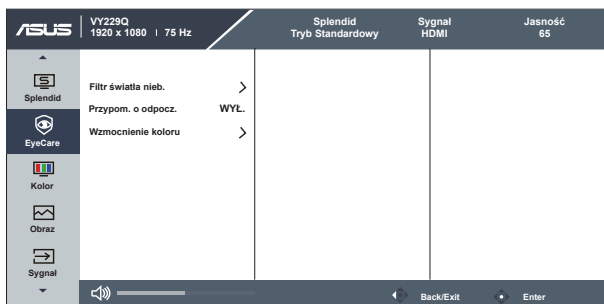 ASUS
VY229Q
1920 x 1080 | 75 Hz
Splendid
Tryb Standardowy
Sygnał
HDMI
Jasność
65
Splendid
EyeCare
Kolor
Obraz
Sygnał
Filtr światła nieb.
Przypom. o odpocz. WYŁ.
Wzmocnienie koloru
Back/Exit
Enter